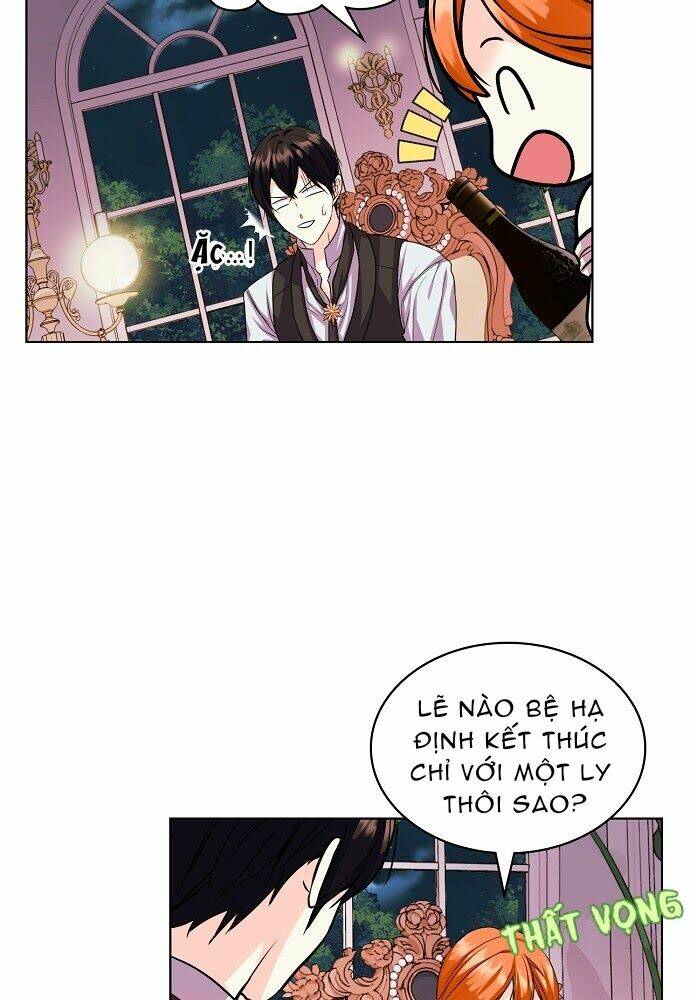 ẶC...!
LẼ NÀO BỆ HẠ
ĐỊNH KẾT THÚC
CHỈ VỚI MỘT LY
THÔI SAO?
THẤT VỌNG